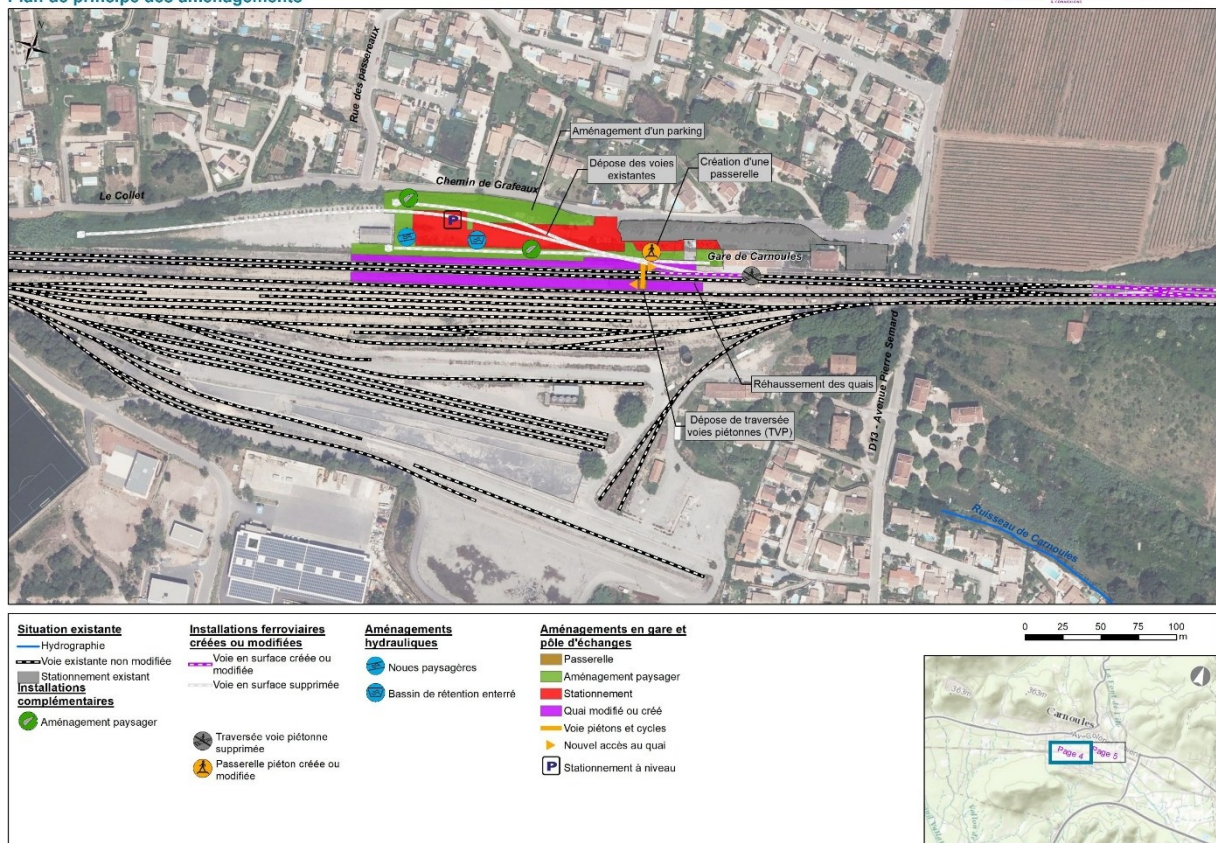 Plan de principe des aménagements
Rue des passereaux
Aménagement d'un parking
Dépose des voies
existantes
Création d'une
passerelle
Le Collet
Chemin de Grafeaux
P
Gare de Carnoules
Réhaussement des quais
Dépose de traversée
voies piétonnes (TVP)
D13 - Avenue Pierre Semard
Ruisseau de Carnoules
Situation existante
Hydrographie
Voie existante non modifiée
Stationnement existant
Installations
complémentaires
Aménagement paysager
Installations ferroviaires
créées ou modifiées
Voie en surface créée ou
modifiée
Voie en surface supprimée
Traversée voie piétonne
supprimée
Passerelle piéton créée ou
modifiée
Aménagements
hydrauliques
Noues paysagères
Bassin de rétention enterré
Aménagements en gare et
pôle d'échanges
Passerelle
Aménagement paysager
Stationnement
Quai modifié ou créé
Voie piétons et cycles
Nouvel accès au quai
P Stationnement à niveau
0 25 50 75 100
m
363m
363m
Carnoules
Page 4
Page 5